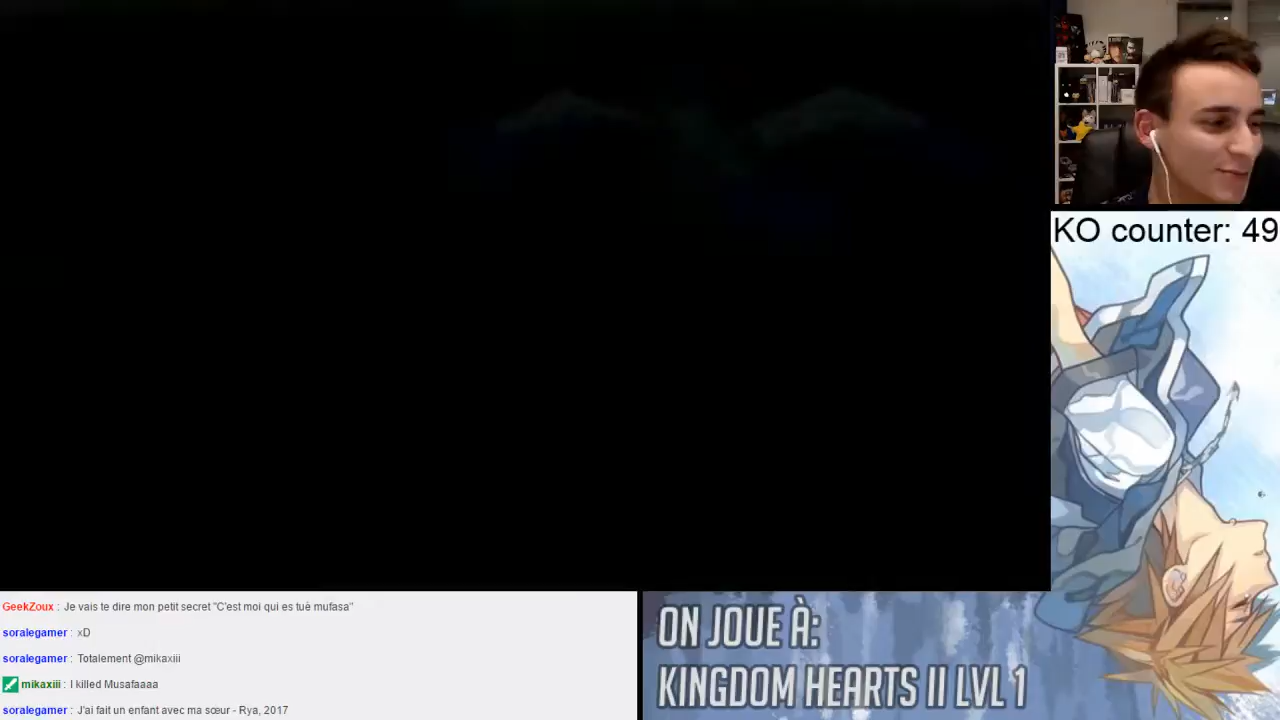 KO counter: 49
GeekZoux : Je vais te dire mon petit secret "C'est moi qui es tué mufasa"
soralegamer : xD
soralegamer : Totalement @mikaxiii
mikaxiii : I killed Musafaaaa
soralegamer : J'ai fait un enfant avec ma sœur - Rya, 2017
ON JOUE À:
KINGDOM HEARTS II LVL 1